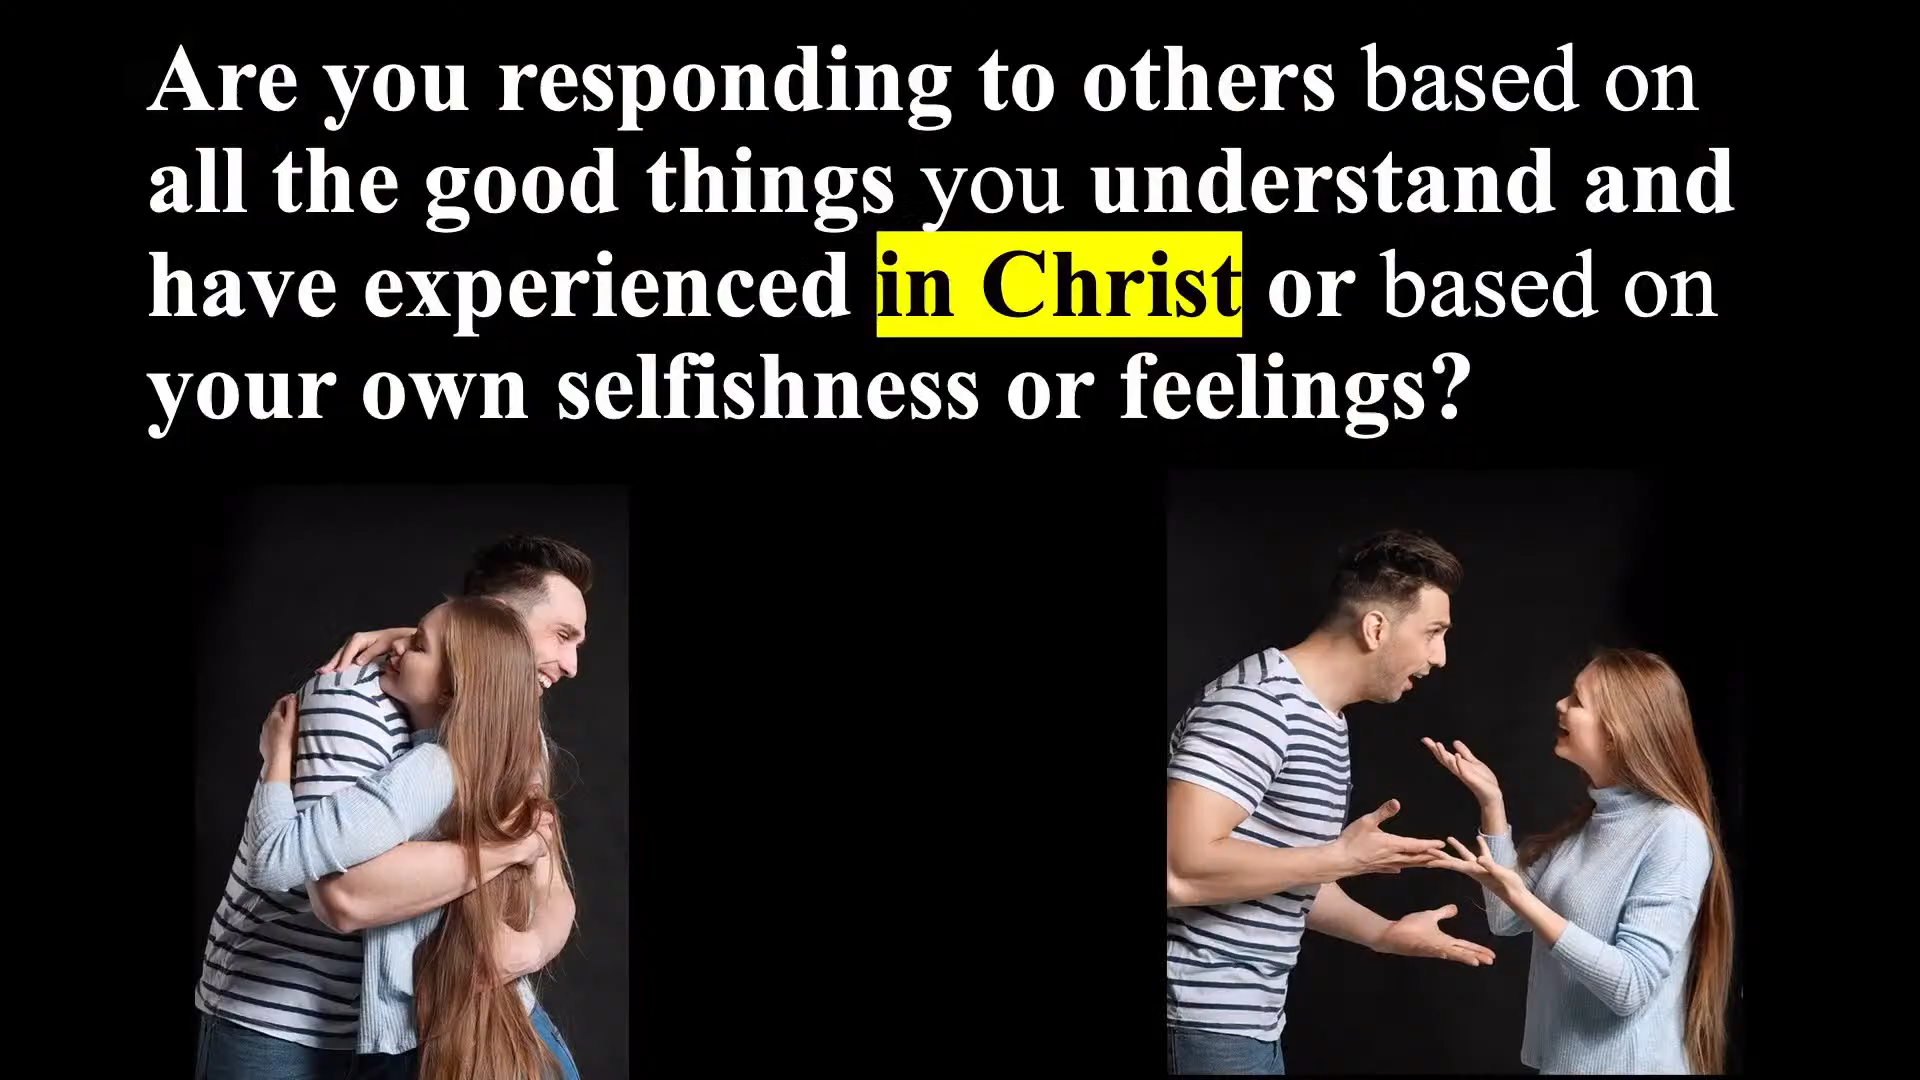 Are you responding to others based on
all the good things you understand and
have experienced in Christ or based on
your own selfishness or feelings?